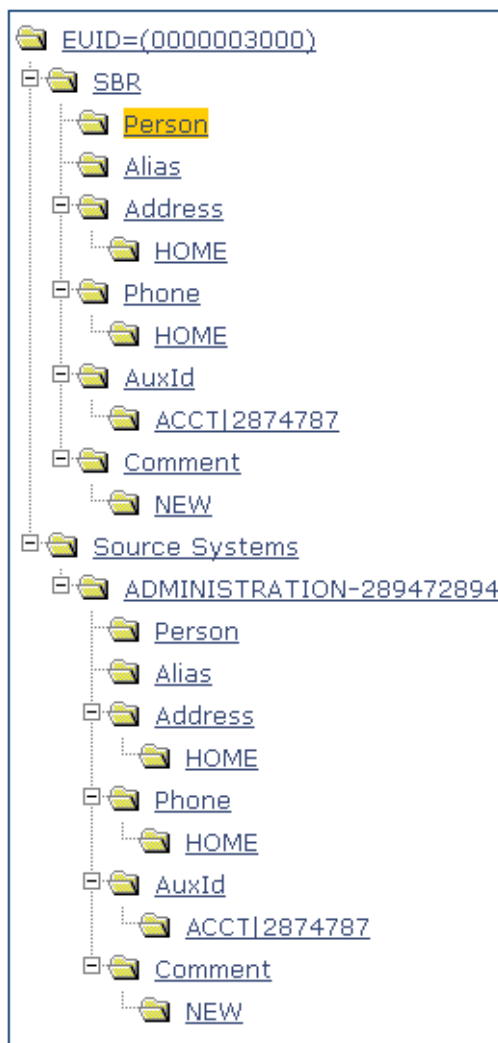 EUID=(0000003000)
SBR
Person
Alias
Address
HOME
Phone
HOME
AuxId
ACCT|2874787
Comment
NEW
Source Systems
ADMINISTRATION-289472894
Person
Alias
Address
HOME
Phone
HOME
AuxId
ACCT|2874787
Comment
NEW